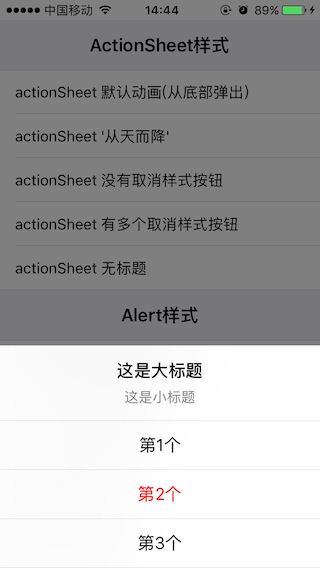 中国移动 14:44 89%
ActionSheet样式
actionSheet 默认动画(从底部弹出)
actionSheet '从天而降'
actionSheet 没有取消样式按钮
actionSheet 有多个取消样式按钮
actionSheet 无标题
Alert样式
这是大标题
这是小标题
第1个
第2个
第3个